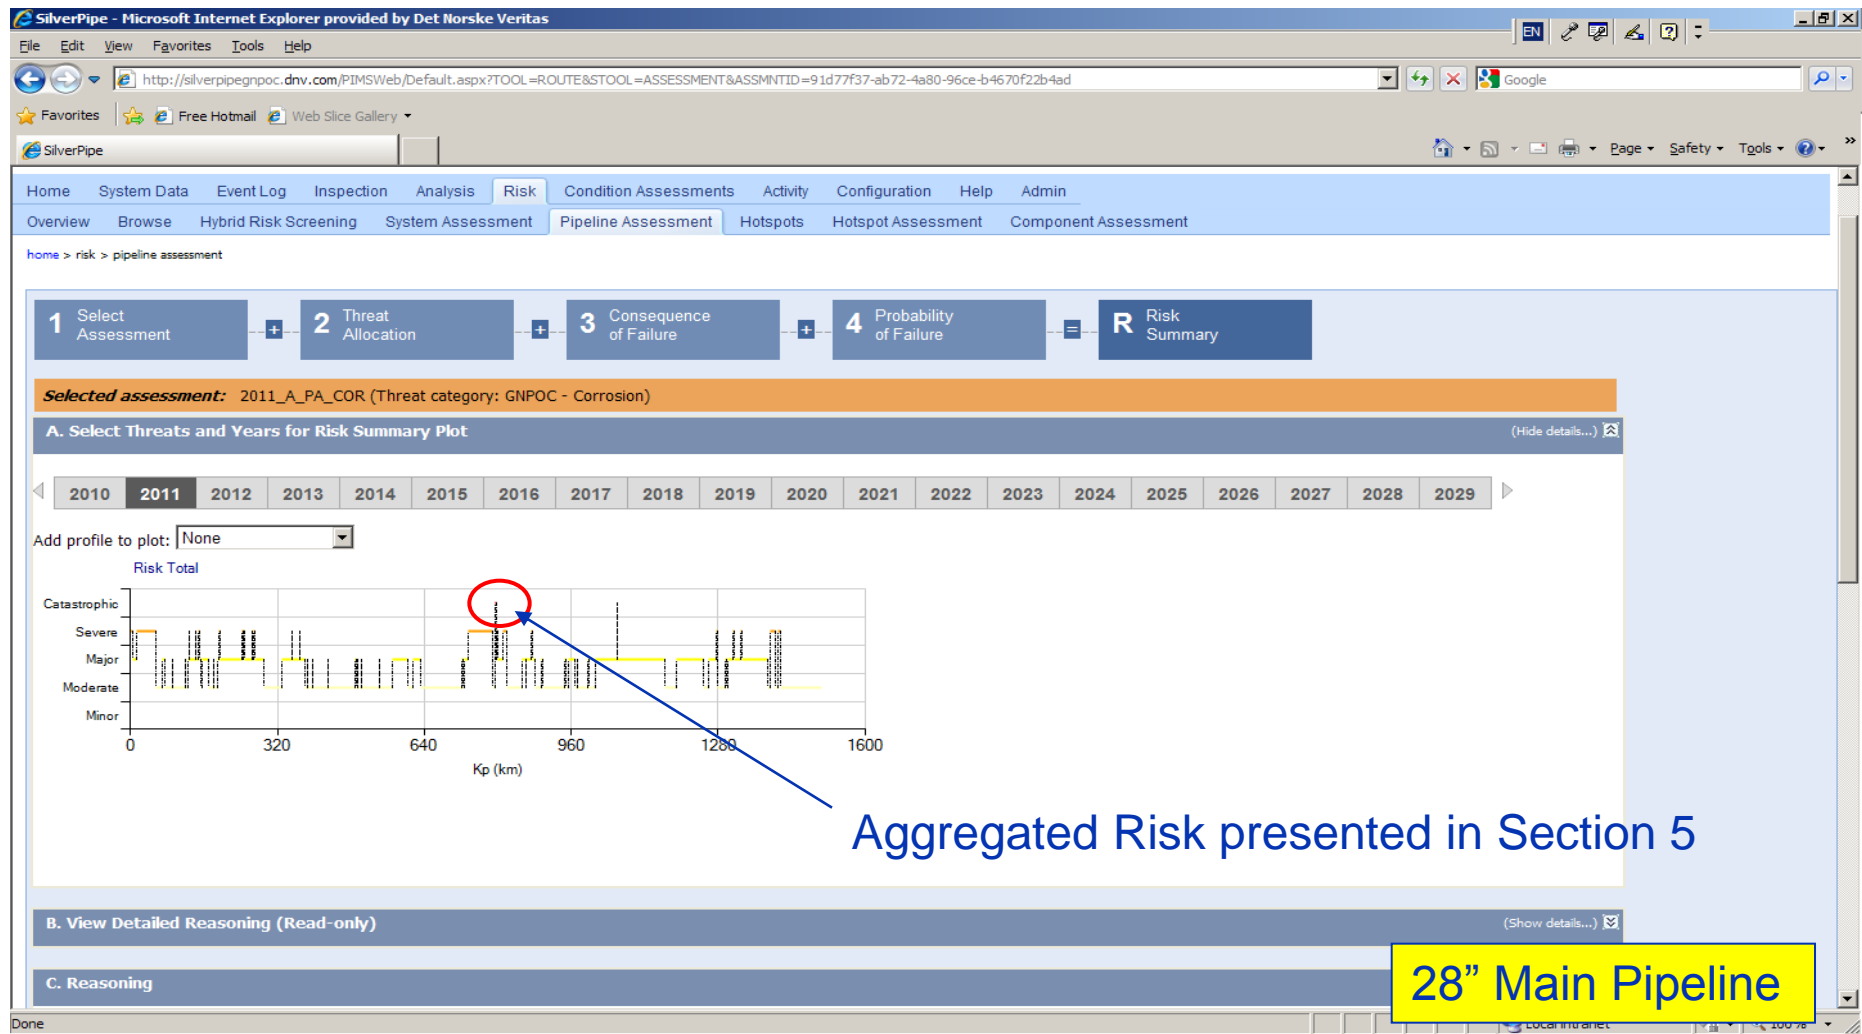 SilverPipe - Microsoft Internet Explorer provided by Det Norske Veritas
EN
File Edit View Favorites Tools Help
http://silverpipegnpoc.dnv.com/PIMSWeb/Default.aspx?TOOL=ROUTE&STOOL=ASSESSMENT&ASSMNTID=91d77f37-ab72-4a80-96ce-b4670f22b4ad
Google
Favorites Free Hotmail Web Slice Gallery
SilverPipe
Page Safety Tools
Home System Data Event Log Inspection Analysis Risk Condition Assessments Activity Configuration Help Admin
Overview Browse Hybrid Risk Screening System Assessment Pipeline Assessment Hotspots Hotspot Assessment Component Assessment
home > risk > pipeline assessment
1 Select Assessment + 2 Threat Allocation + 3 Consequence of Failure + 4 Probability of Failure = R Risk Summary
Selected assessment: 2011_A_PA_COR (Threat category: GNPOC - Corrosion)
A. Select Threats and Years for Risk Summary Plot (Hide details...)
2010 2011 2012 2013 2014 2015 2016 2017 2018 2019 2020 2021 2022 2023 2024 2025 2026 2027 2028 2029
Add profile to plot: None
Risk Total
Catastrophic
Severe
Major
Moderate
Minor
0 320 640 960 1280 1600
Kp (km)
Aggregated Risk presented in Section 5
B. View Detailed Reasoning (Read-only) (Show details...)
C. Reasoning
28” Main Pipeline
Done
Local intranet 100%